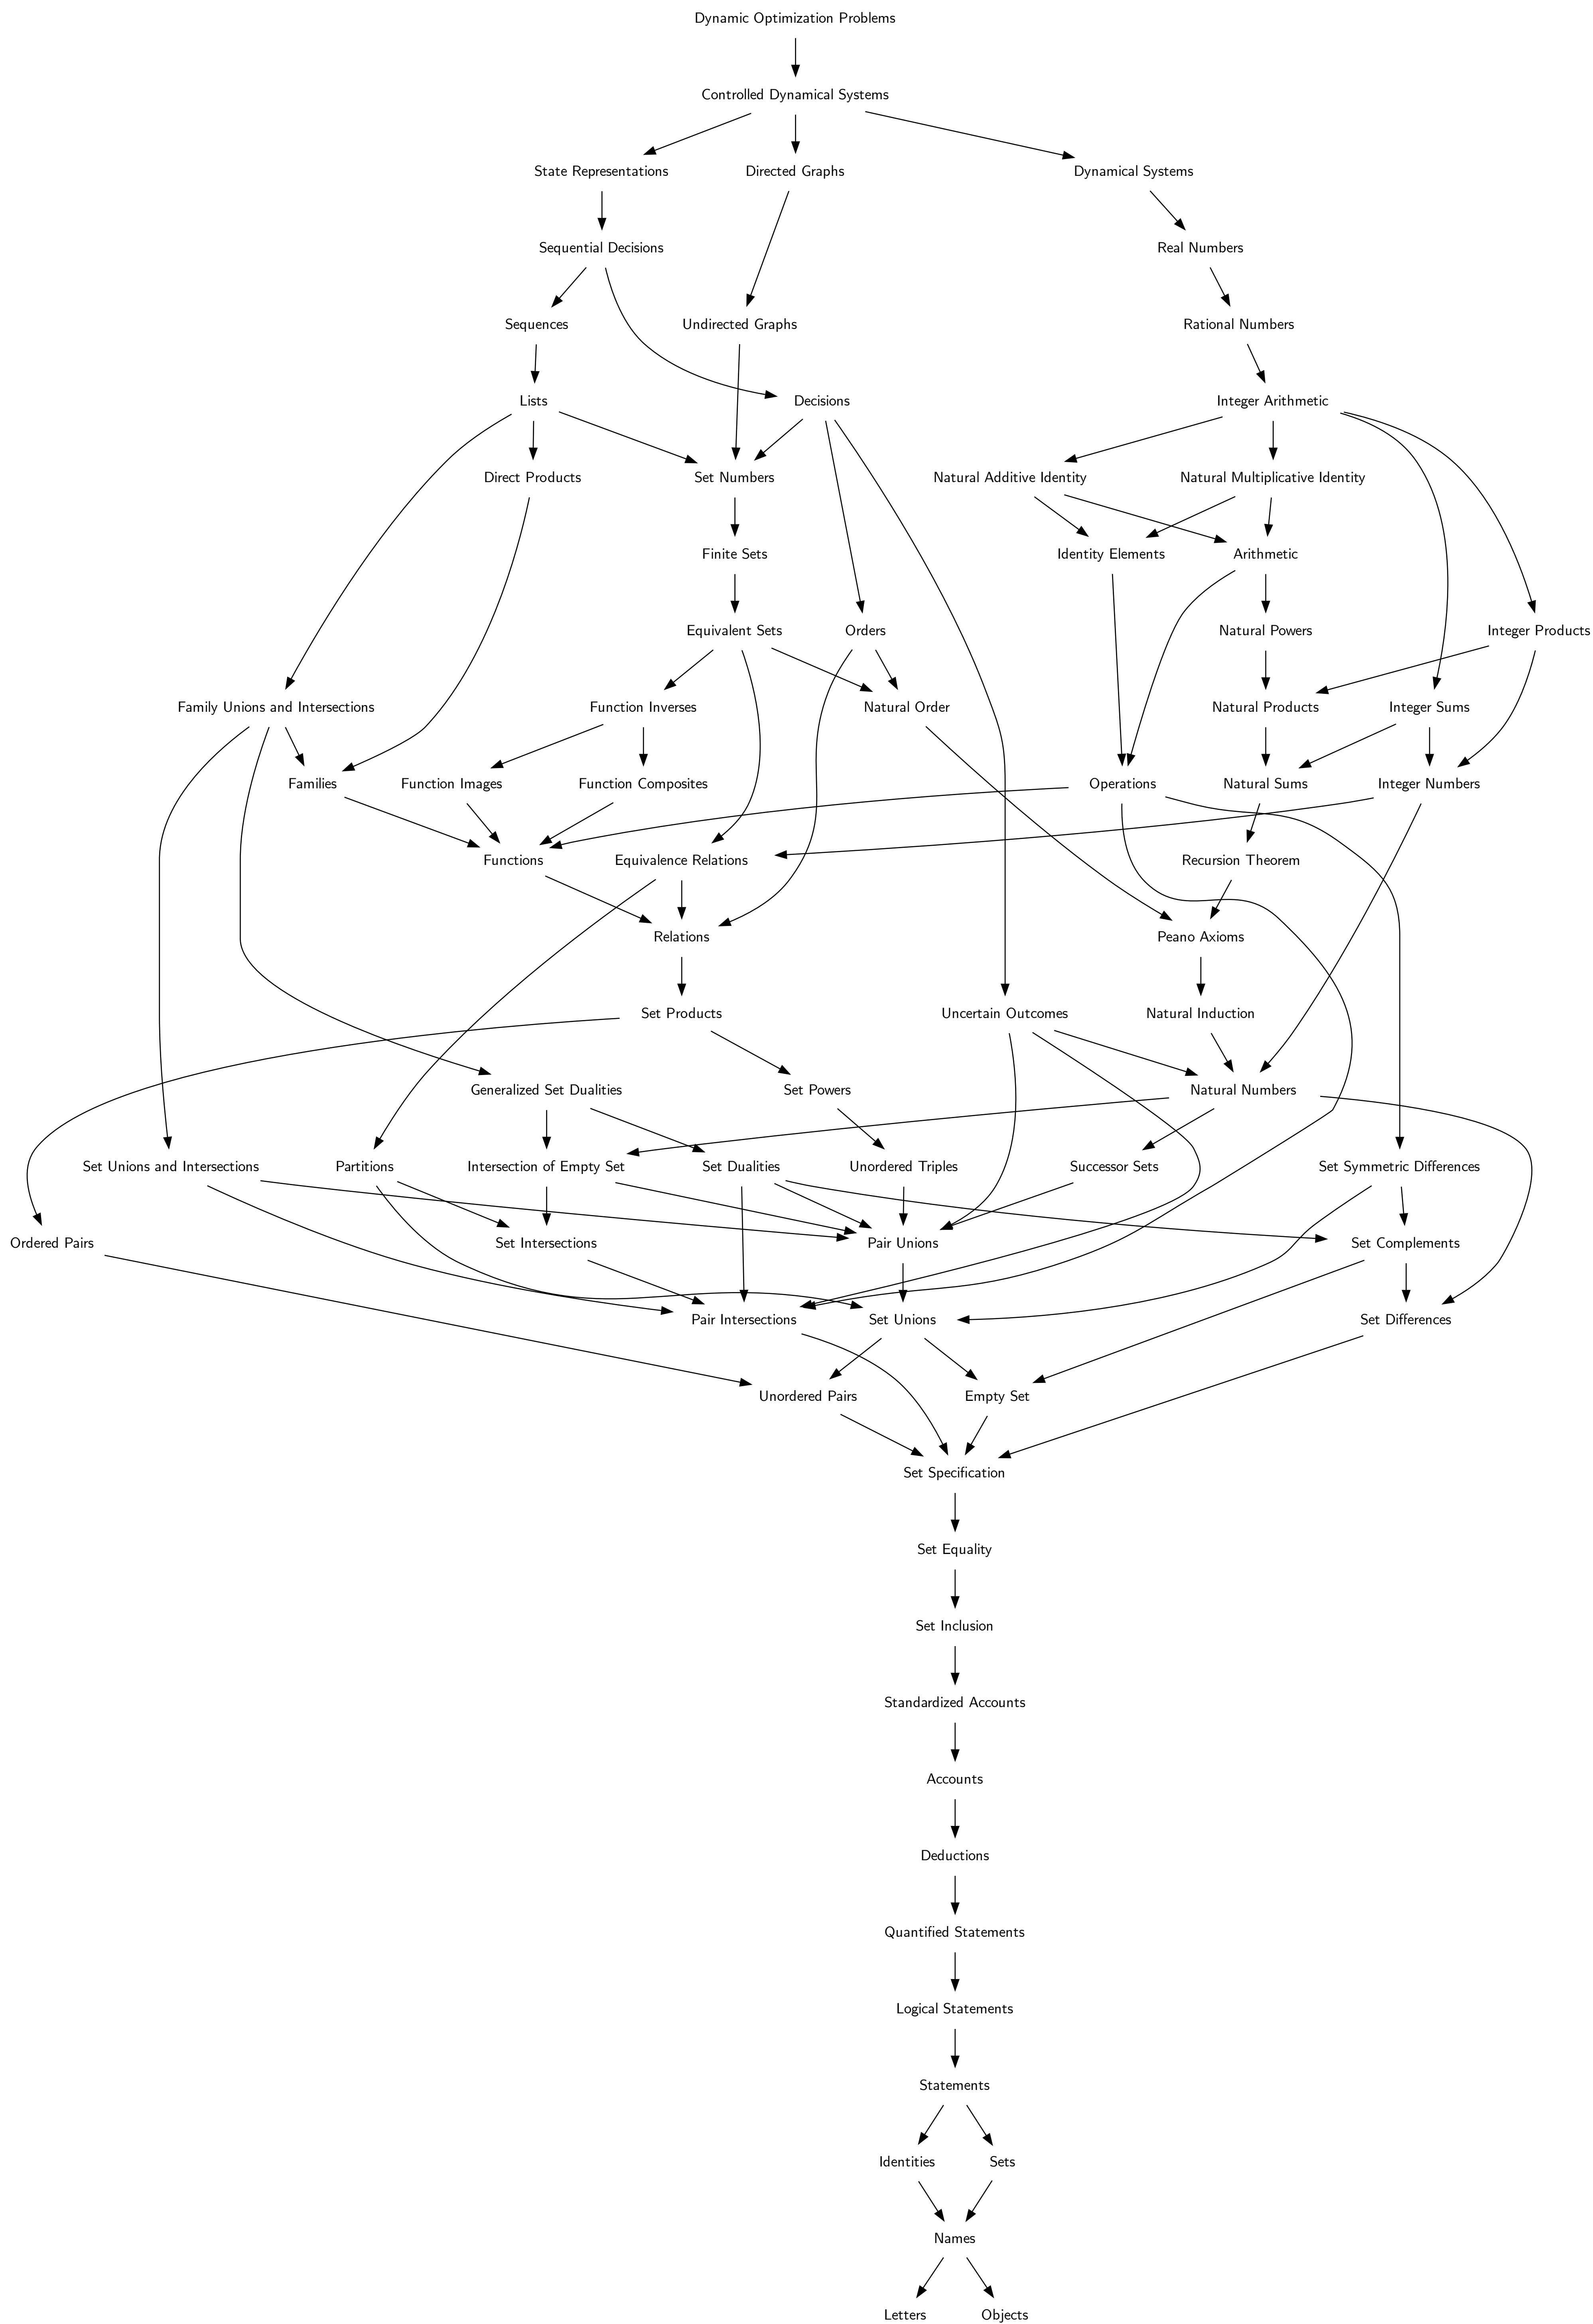 Dynamic Optimization Problems
Controlled Dynamical Systems
State Representations
Directed Graphs
Dynamical Systems
Sequential Decisions
Real Numbers
Sequences
Undirected Graphs
Rational Numbers
Lists
Decisions
Integer Arithmetic
Direct Products
Set Numbers
Natural Additive Identity
Natural Multiplicative Identity
Finite Sets
Identity Elements
Arithmetic
Equivalent Sets
Orders
Natural Powers
Integer Products
Family Unions and Intersections
Function Inverses
Natural Order
Natural Products
Integer Sums
Families
Function Images
Function Composites
Operations
Natural Sums
Integer Numbers
Functions
Equivalence Relations
Recursion Theorem
Relations
Peano Axioms
Set Products
Uncertain Outcomes
Natural Induction
Generalized Set Dualities
Set Powers
Natural Numbers
Set Unions and Intersections
Partitions
Intersection of Empty Set
Set Dualities
Unordered Triples
Successor Sets
Set Symmetric Differences
Ordered Pairs
Set Intersections
Pair Unions
Set Complements
Pair Intersections
Set Unions
Set Differences
Unordered Pairs
Empty Set
Set Specification
Set Equality
Set Inclusion
Standardized Accounts
Accounts
Deductions
Quantified Statements
Logical Statements
Statements
Identities
Sets
Names
Letters
Objects